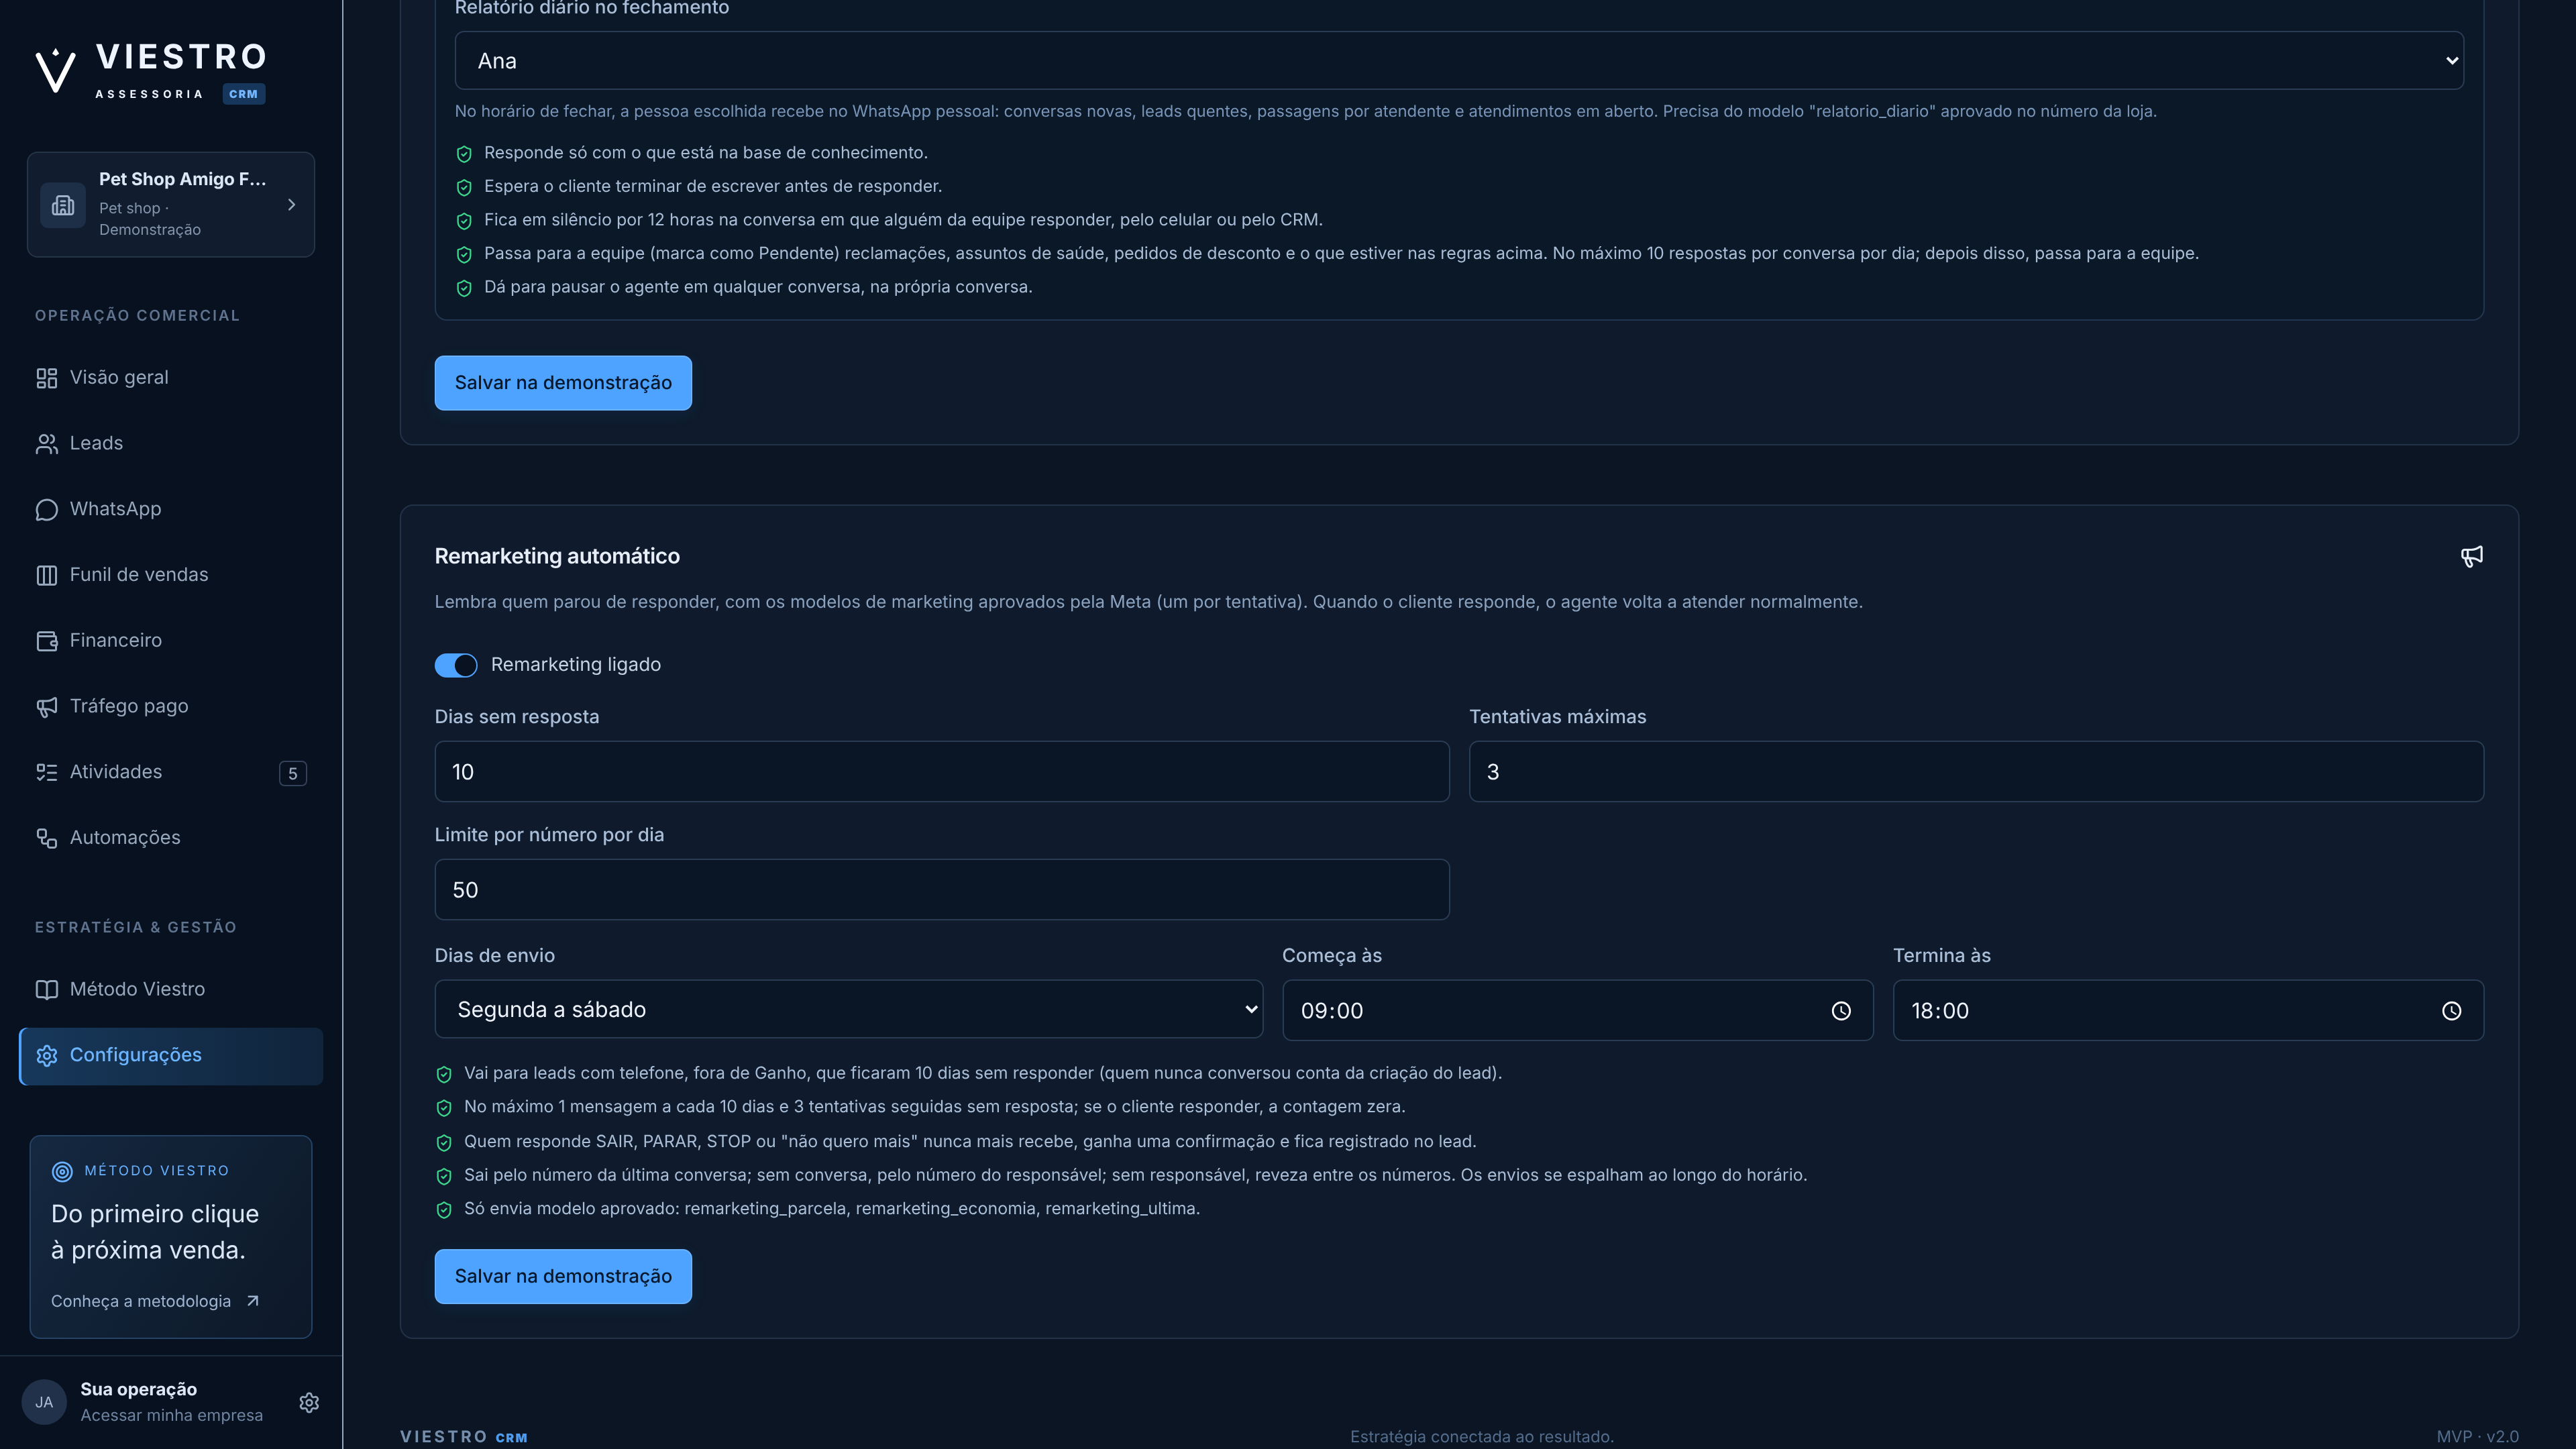 VIESTRO
ASSESSORIA CRM
Pet Shop Amigo F...
Pet shop ·
Demonstração
OPERAÇÃO COMERCIAL
Visão geral
Leads
WhatsApp
Funil de vendas
Financeiro
Tráfego pago
Atividades 5
Automações
ESTRATÉGIA & GESTÃO
Método Viestro
Configurações
MÉTODO VIESTRO
Do primeiro clique
à próxima venda.
Conheça a metodologia
JA
Sua operação
Acessar minha empresa
Relatório diário no fechamento
Ana
No horário de fechar, a pessoa escolhida recebe no WhatsApp pessoal: conversas novas, leads quentes, passagens por atendente e atendimentos em aberto. Precisa do modelo "relatorio_diario" aprovado no número da loja.
Responde só com o que está na base de conhecimento.
Espera o cliente terminar de escrever antes de responder.
Fica em silêncio por 12 horas na conversa em que alguém da equipe responder, pelo celular ou pelo CRM.
Passa para a equipe (marca como Pendente) reclamações, assuntos de saúde, pedidos de desconto e o que estiver nas regras acima. No máximo 10 respostas por conversa por dia; depois disso, passa para a equipe.
Dá para pausar o agente em qualquer conversa, na própria conversa.
Salvar na demonstração
Remarketing automático
Lembra quem parou de responder, com os modelos de marketing aprovados pela Meta (um por tentativa). Quando o cliente responde, o agente volta a atender normalmente.
Remarketing ligado
Dias sem resposta
10
Tentativas máximas
3
Limite por número por dia
50
Dias de envio
Segunda a sábado
Começa às
09:00
Termina às
18:00
Vai para leads com telefone, fora de Ganho, que ficaram 10 dias sem responder (quem nunca conversou conta da criação do lead).
No máximo 1 mensagem a cada 10 dias e 3 tentativas seguidas sem resposta; se o cliente responder, a contagem zera.
Quem responde SAIR, PARAR, STOP ou "não quero mais" nunca mais recebe, ganha uma confirmação e fica registrado no lead.
Sai pelo número da última conversa; sem conversa, pelo número do responsável; sem responsável, reveza entre os números. Os envios se espalham ao longo do horário.
Só envia modelo aprovado: remarketing_parcela, remarketing_economia, remarketing_ultima.
Salvar na demonstração
VIESTRO CRM
Estratégia conectada ao resultado.
MVP · v2.0